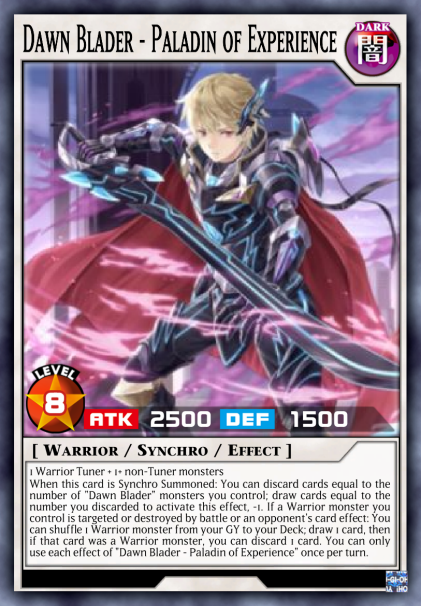 DAWN BLADER - PALADIN OF EXPERIENCE
DARK
闇
LEVEL
8
ATK 2500 DEF 1500
[ WARRIOR / SYNCHRO / EFFECT ]
1 Warrior Tuner + 1+ non-Tuner monsters
When this card is Synchro Summoned: You can discard cards equal to the
number of "Dawn Blader" monsters you control; draw cards equal to the
number you discarded to activate this effect, -1. If a Warrior monster you
control is targeted or destroyed by battle or an opponent's card effect: You
can shuffle 1 Warrior monster from your GY to your Deck; draw 1 card, then
if that card was a Warrior monster, you can discard 1 card. You can only
use each effect of "Dawn Blader - Paladin of Experience" once per turn.